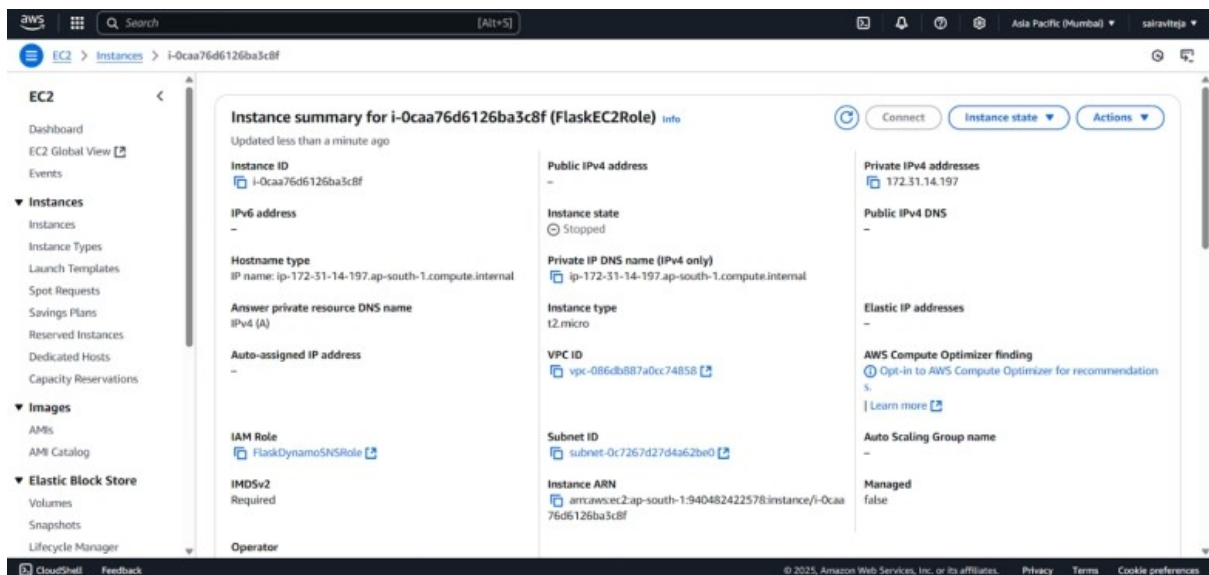 aws
Search
[Alt+S]
Asia Pacific (Mumbai) ▼
sairaviteja ▼
EC2 > Instances > i-0caa76d6126ba3c8f
EC2
Dashboard
EC2 Global View
Events
▼ Instances
Instances
Instance Types
Launch Templates
Spot Requests
Savings Plans
Reserved Instances
Dedicated Hosts
Capacity Reservations
▼ Images
AMIs
AMI Catalog
▼ Elastic Block Store
Volumes
Snapshots
Lifecycle Manager
Instance summary for i-0caa76d6126ba3c8f (FlaskEC2Role) Info
Connect
Instance state ▼
Actions ▼
Updated less than a minute ago
Instance ID
i-0caa76d6126ba3c8f
Public IPv4 address
–
Private IPv4 addresses
172.31.14.197
IPv6 address
–
Instance state
Stopped
Public IPv4 DNS
–
Hostname type
IP name: ip-172-31-14-197.ap-south-1.compute.internal
Private IP DNS name (IPv4 only)
ip-172-31-14-197.ap-south-1.compute.internal
Answer private resource DNS name
IPv4 (A)
Instance type
t2.micro
Elastic IP addresses
–
Auto-assigned IP address
–
VPC ID
vpc-086db887a0cc74858
AWS Compute Optimizer finding
Opt-in to AWS Compute Optimizer for recommendation
s.
| Learn more
IAM Role
FlaskDynamoSNSRole
Subnet ID
subnet-0c7267d27d4a62be0
Auto Scaling Group name
–
IMDSv2
Required
Instance ARN
arn:aws:ec2:ap-south-1:940482422578:instance/i-0caa
76d6126ba3c8f
Managed
false
Operator
CloudShell
Feedback
© 2025, Amazon Web Services, Inc. or its affiliates.
Privacy
Terms
Cookie preferences